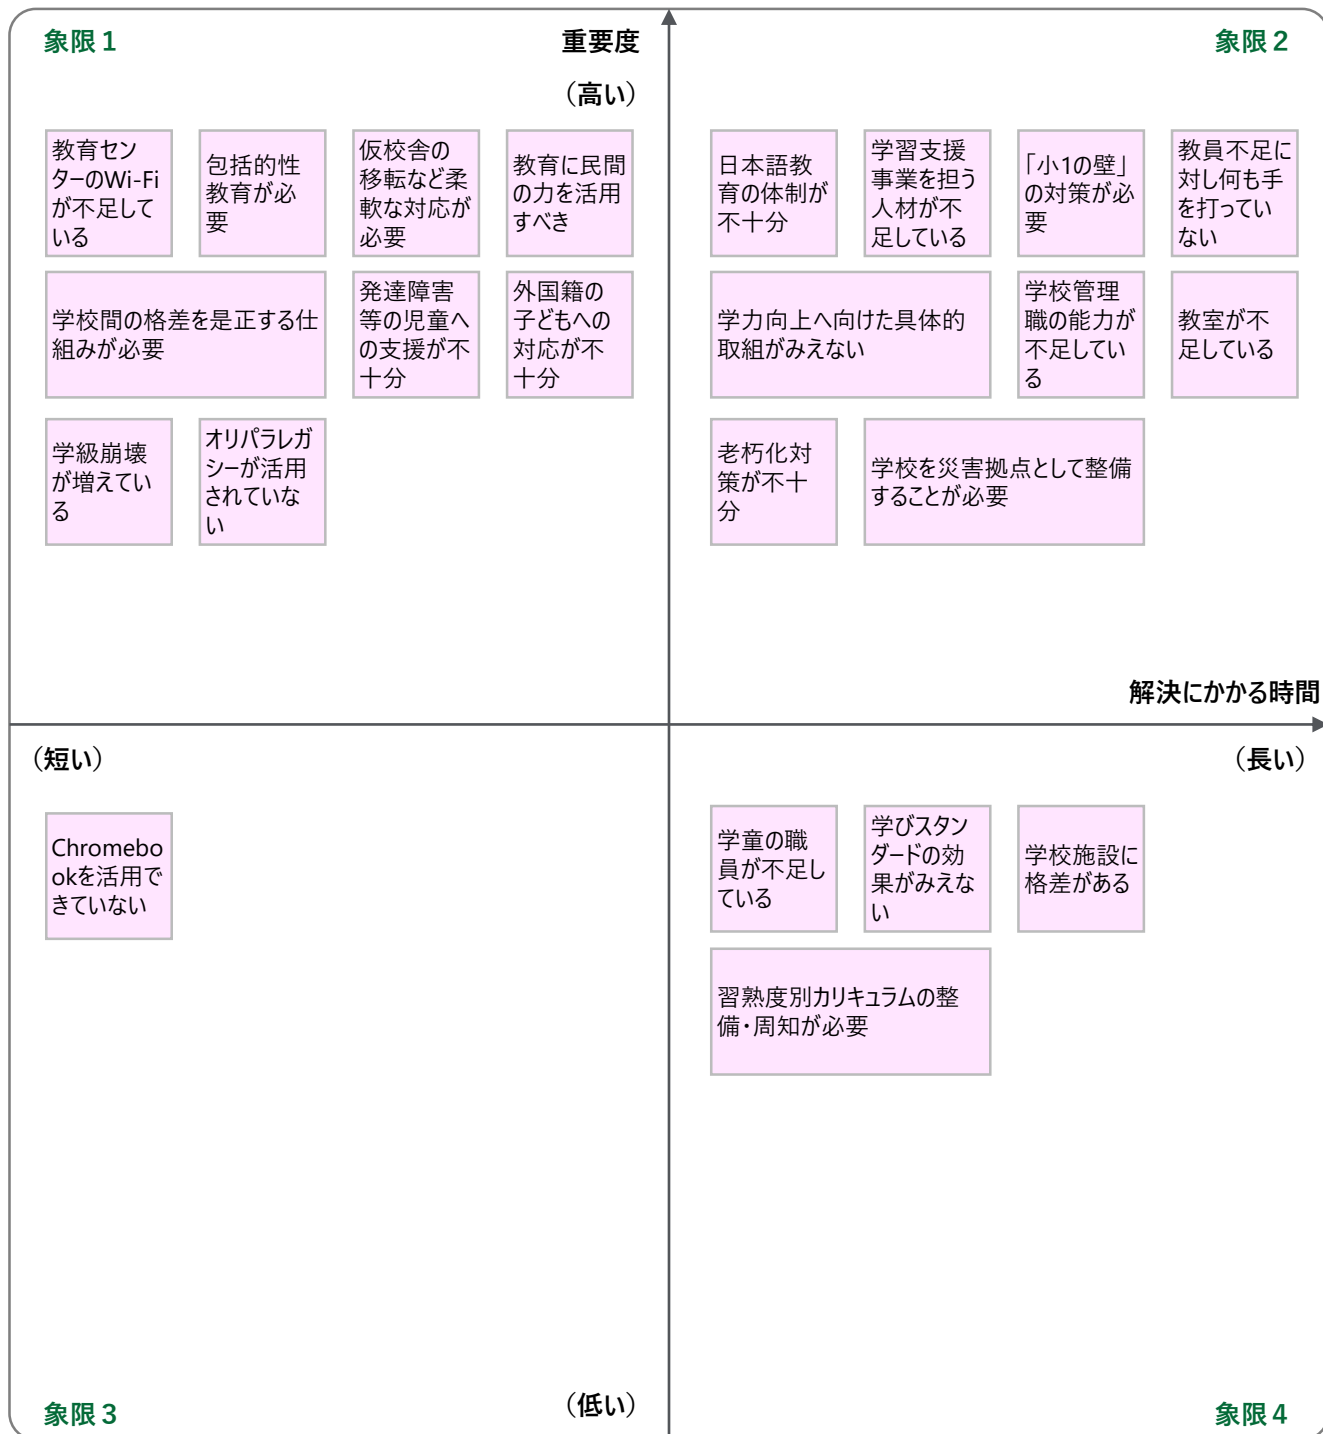 象限１
重要度
象限２
（高い）
教育セン
ターのWi-Fi
が不足して
いる
包括的性
教育が必
要
仮校舎の
移転など柔
軟な対応が
必要
教育に民間
の力を活用
すべき
学校間の格差を是正する仕
組みが必要
発達障害
等の児童へ
の支援が不
十分
外国籍の
子どもへの
対応が不
十分
学級崩壊
が増えてい
る
オリパラレガ
シーが活用
されていな
い
日本語教
育の体制が
不十分
学習支援
事業を担う
人材が不
足している
「小1の壁」
の対策が必
要
教員不足に
対し何も手
を打ってい
ない
学力向上へ向けた具体的
取組がみえない
学校管理
職の能力が
不足してい
る
教室が不
足している
老朽化対
策が不十
分
学校を災害拠点として整備
することが必要
解決にかかる時間
（短い）
（長い）
Chromebo
okを活用で
きていない
学童の職
員が不足し
ている
学びスタン
ダードの効
果がみえな
い
学校施設に
格差がある
習熟度別カリキュラムの整
備・周知が必要
象限３
（低い）
象限４